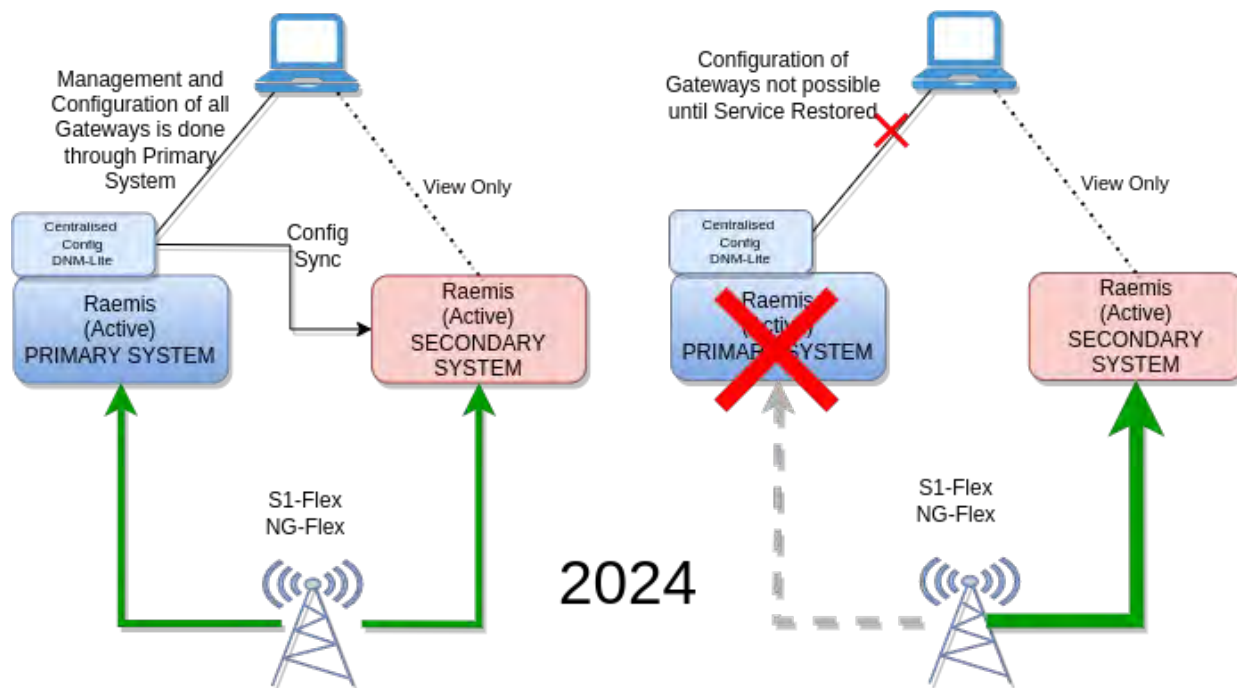 Management and
Configuration of all
Gateways is done
through Primary
System
View Only
Centralised
Config
DNM-Lite
Config
Sync
Raemis
(Active)
PRIMARY SYSTEM
Raemis
(Active)
SECONDARY
SYSTEM
S1-Flex
NG-Flex
2024
Configuration of
Gateways not possible
until Service Restored
View Only
Centralised
Config
DNM-Lite
Raemis
(Active)
PRIMARY SYSTEM
Raemis
(Active)
SECONDARY
SYSTEM
S1-Flex
NG-Flex